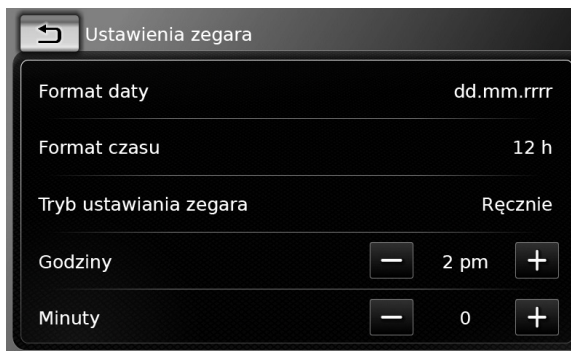 Ustawienia zegara
Format daty dd.mm.rrrr
Format czasu 12 h
Tryb ustawiania zegara Ręcznie
Godziny − 2 pm +
Minuty − 0 +